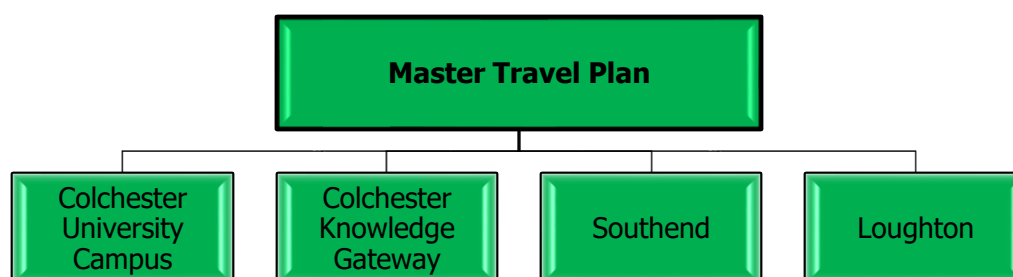 Master Travel Plan
Colchester
University
Campus
Colchester
Knowledge
Gateway
Southend
Loughton